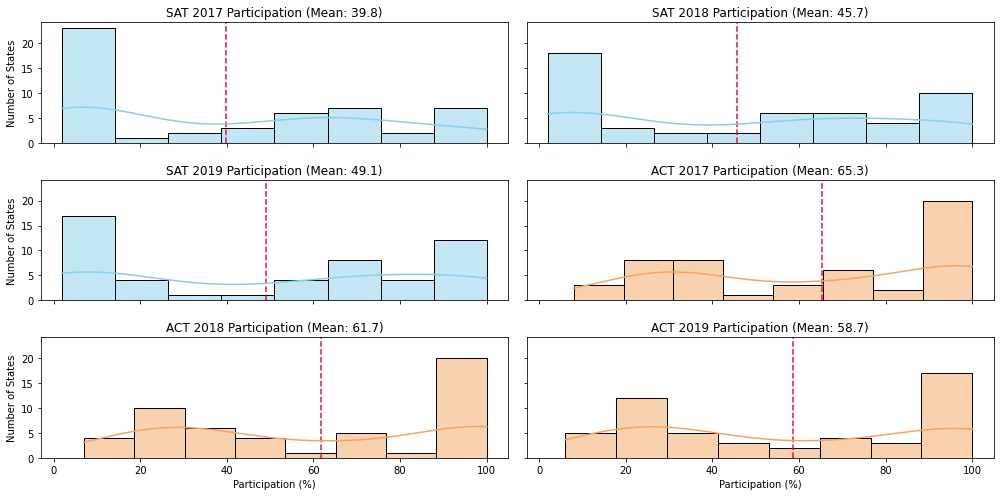 SAT 2017 Participation (Mean: 39.8)
Number of States
20
15
10
5
0
SAT 2018 Participation (Mean: 45.7)
SAT 2019 Participation (Mean: 49.1)
Number of States
20
15
10
5
0
ACT 2017 Participation (Mean: 65.3)
ACT 2018 Participation (Mean: 61.7)
Number of States
20
15
10
5
0
0 20 40 60 80 100
Participation (%)
ACT 2019 Participation (Mean: 58.7)
0 20 40 60 80 100
Participation (%)